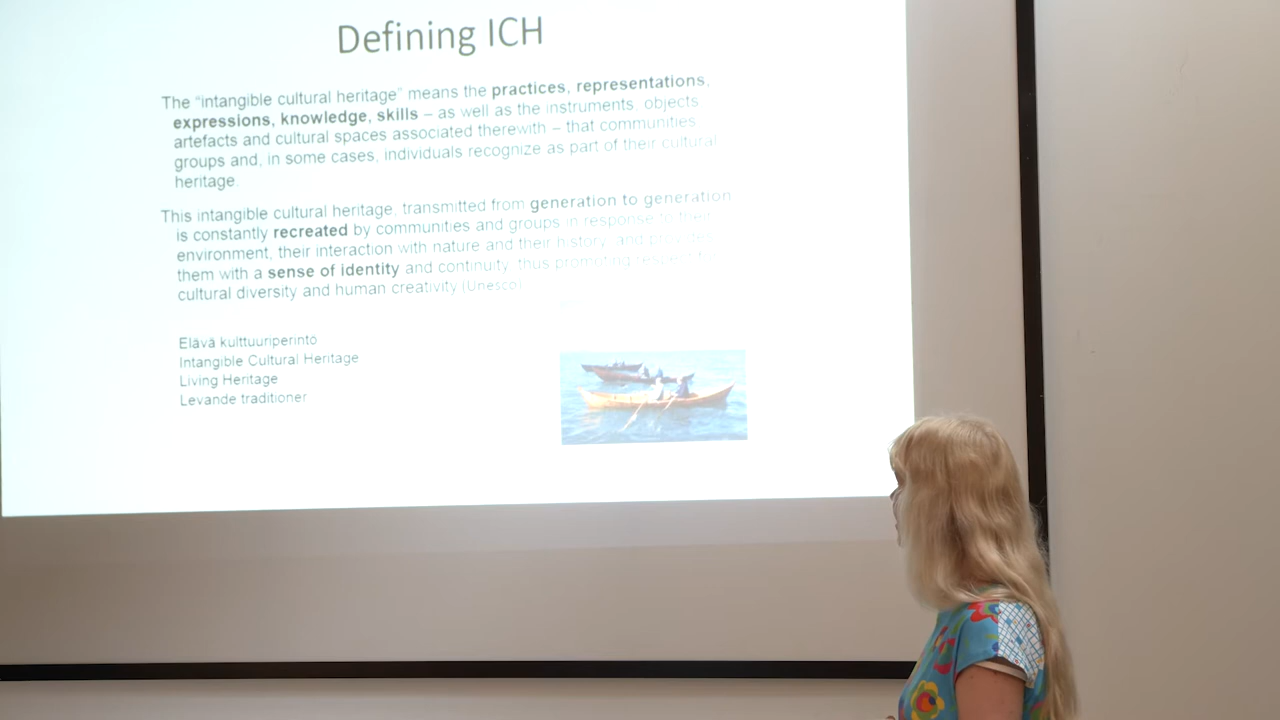 Defining ICH
The “intangible cultural heritage” means the practices, representations,
expressions, knowledge, skills – as well as the instruments, objects
artefacts and cultural spaces associated therewith – that communities
groups and, in some cases, individuals recognize as part of their cultural
heritage.
This intangible cultural heritage, transmitted from generation to generation
is constantly recreated by communities and groups in response to their
environment, their interaction with nature and their history, and provides
them with a sense of identity and continuity, thus promoting respect for
cultural diversity and human creativity (Unesco)
Elävä kulttuuriperintö
Intangible Cultural Heritage
Living Heritage
Levande traditioner